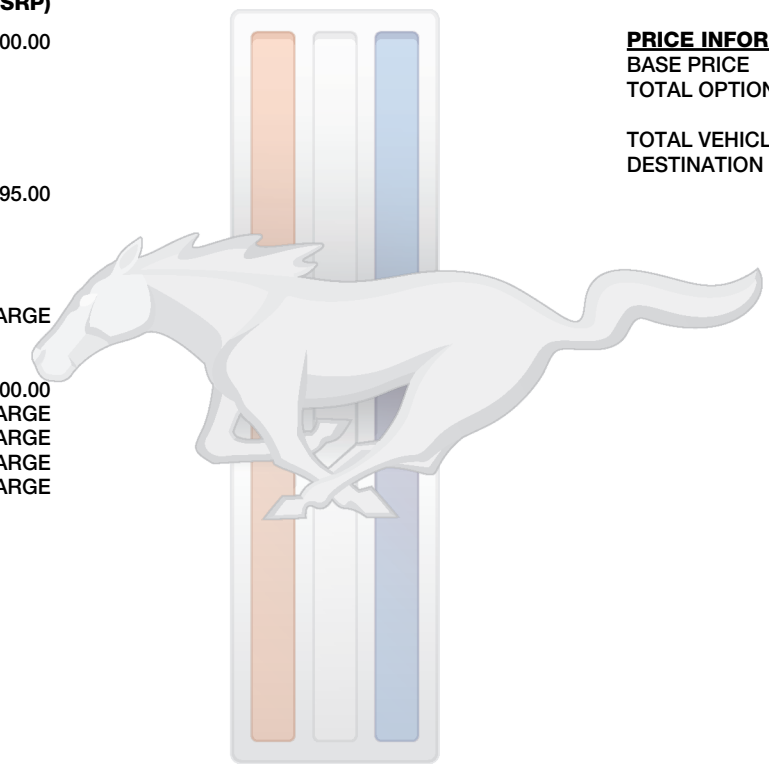 SRP)
00.00
95.00
ARGE
00.00
ARGE
ARGE
ARGE
ARGE
PRICE INFOR
BASE PRICE
TOTAL OPTION
TOTAL VEHICL
DESTINATION